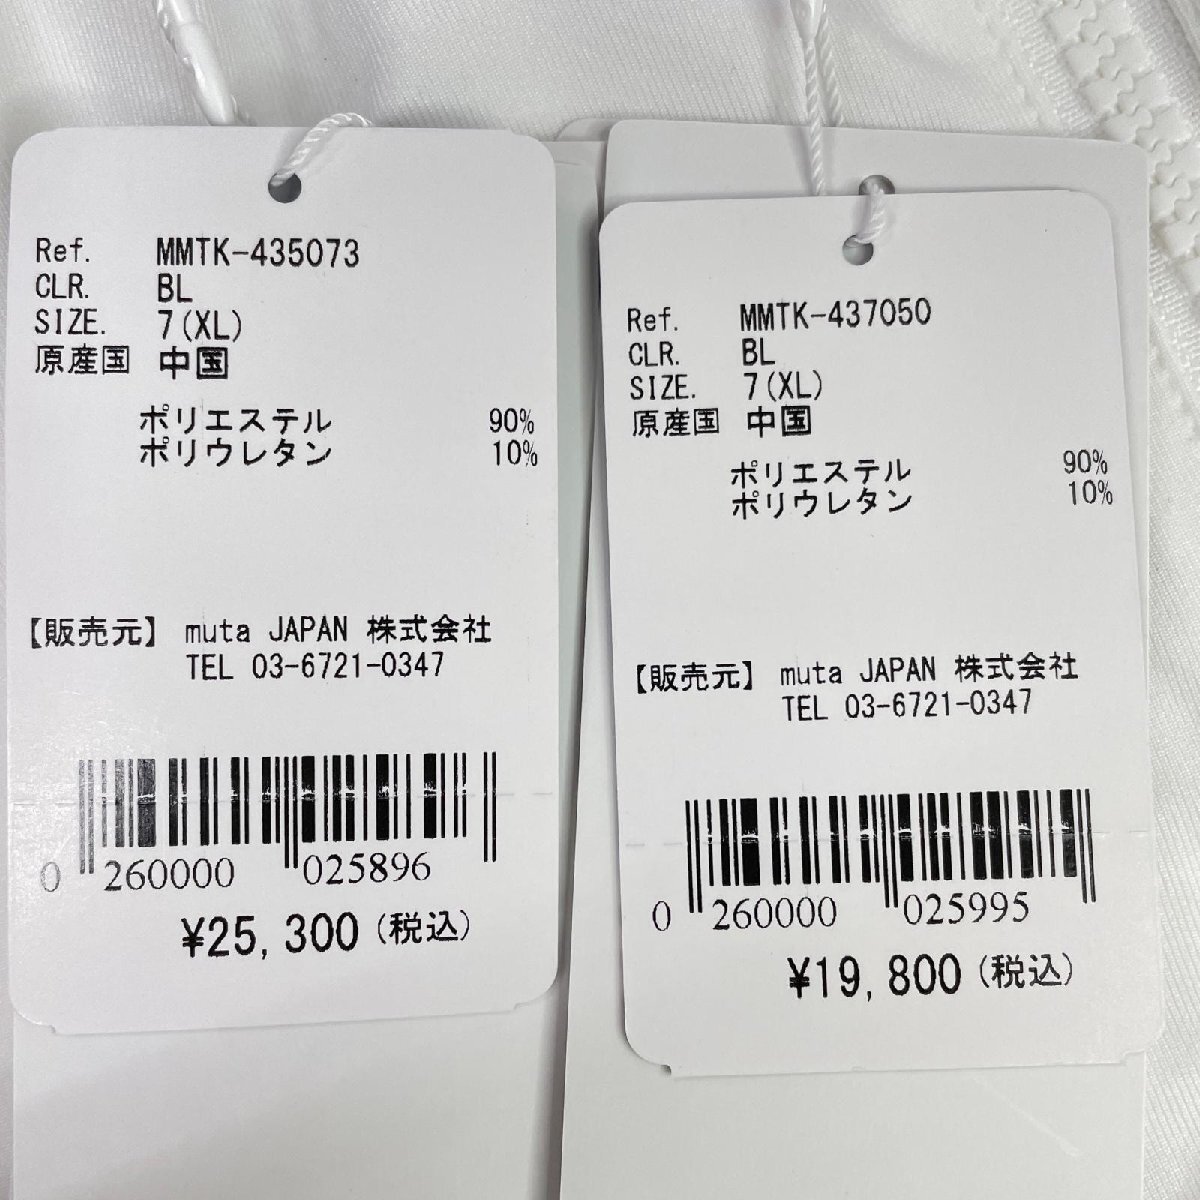 Ref. MMTK-435073
CLR. BL
SIZE. 7(XL)
原産国 中国
ポリエステル 90%
ポリウレタン 10%
【販売元】 muta JAPAN 株式会社
TEL 03-6721-0347
0 260000 025896
¥25,300(税込)
Ref. MMTK-437050
CLR. BL
SIZE. 7(XL)
原産国 中国
ポリエステル 90%
ポリウレタン 10%
【販売元】 muta JAPAN 株式会社
TEL 03-6721-0347
0 260000 025995
¥19,800(税込)